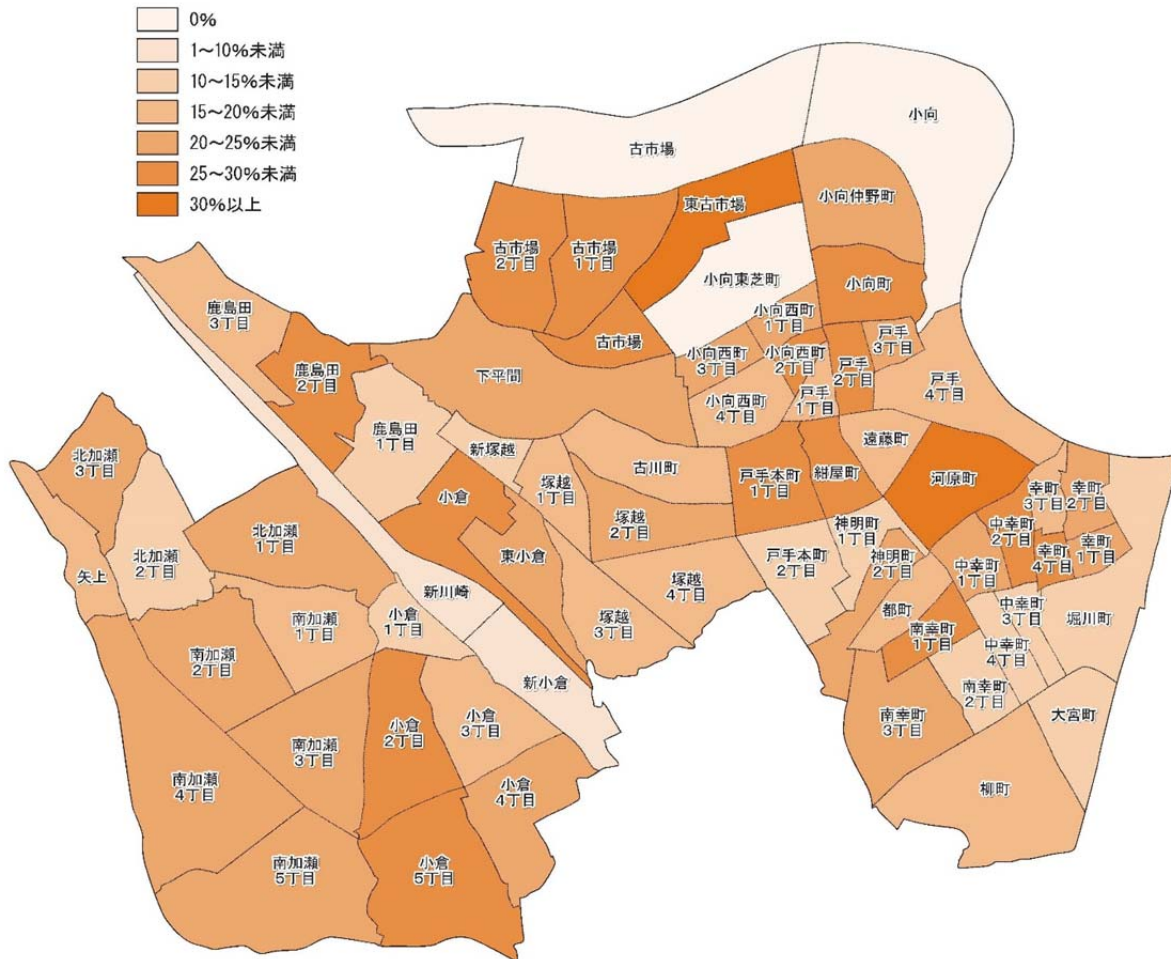 0%
1～10%未満
10～15%未満
15～20%未満
20～25%未満
25～30%未満
30%以上
小向
古市場
東古市場
小向仲野町
古市場
2丁目
古市場
1丁目
小向東芝町
小向町
鹿島田
3丁目
小向西町
1丁目
古市場
戸手
3丁目
小向西町
3丁目
小向西町
2丁目
戸手
2丁目
鹿島田
2丁目
下平間
戸手
4丁目
戸手
1丁目
小向西町
4丁目
鹿島田
1丁目
新塚越
遠藤町
北加瀬
3丁目
古川町
戸手本町
1丁目
紺屋町
河原町
塚越
1丁目
小倉
幸町
3丁目
幸町
2丁目
塚越
2丁目
神明町
1丁目
中幸町
2丁目
北加瀬
1丁目
幸町
4丁目
幸町
1丁目
東小倉
北加瀬
2丁目
戸手本町
2丁目
神明町
2丁目
中幸町
1丁目
矢上
新川崎
塚越
4丁目
中幸町
3丁目
都町
堀川町
南加瀬
1丁目
小倉
1丁目
塚越
3丁目
南幸町
1丁目
中幸町
4丁目
南加瀬
2丁目
新小倉
南幸町
2丁目
小倉
3丁目
大宮町
南幸町
3丁目
小倉
2丁目
南加瀬
3丁目
南加瀬
4丁目
小倉
4丁目
柳町
南加瀬
5丁目
小倉
5丁目